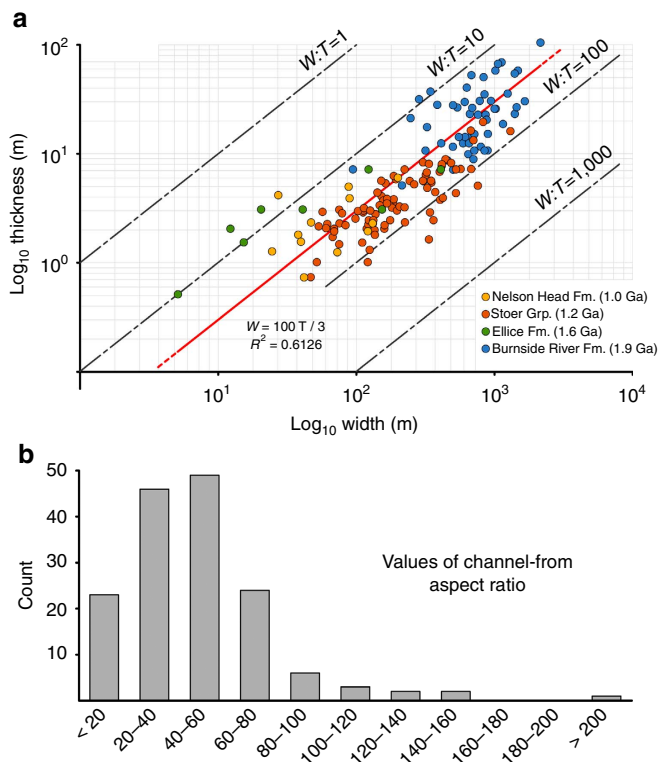 a
10²
10¹
10⁰
Log₁₀ thickness (m)
W:T=1
W:T=10
W:T=100
W:T=1,000
W = 100 T / 3
R² = 0.6126
Nelson Head Fm. (1.0 Ga)
Stoer Grp. (1.2 Ga)
Ellice Fm. (1.6 Ga)
Burnside River Fm. (1.9 Ga)
10¹ 10² 10³ 10⁴
Log₁₀ width (m)
b
50
40
30
20
10
Count
Values of channel-from
aspect ratio
< 20 20–40 40–60 60–80 80–100 100–120 120–140 140–160 160–180 180–200 > 200